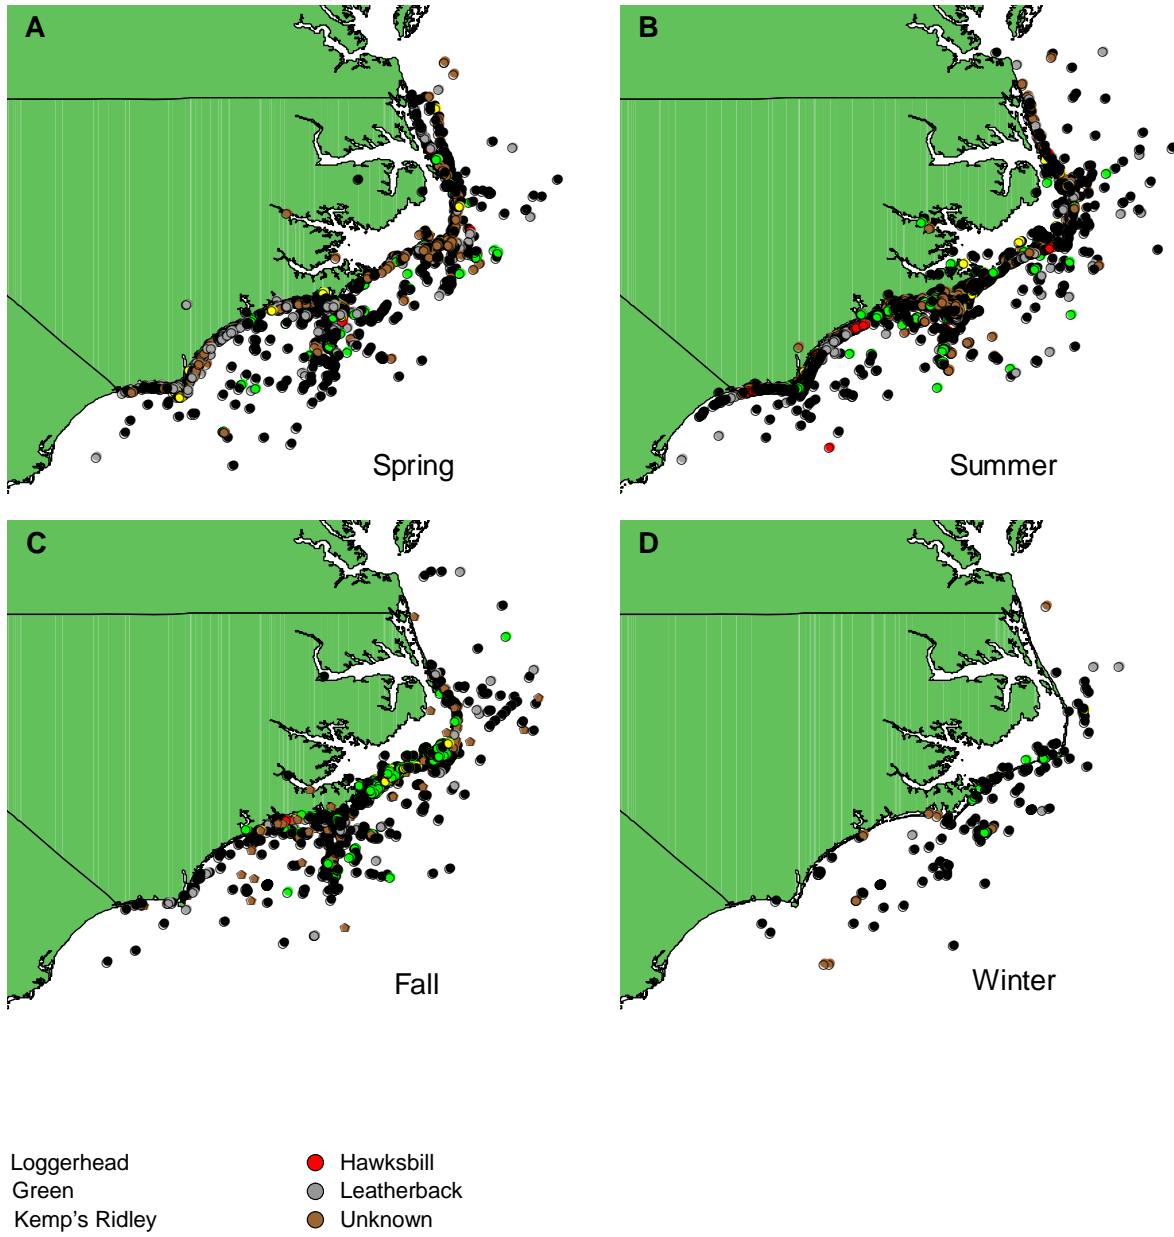 A
B
Spring
Summer
C
D
Fall
Winter
Loggerhead
Hawksbill
Green
Leatherback
Kemp's Ridley
Unknown